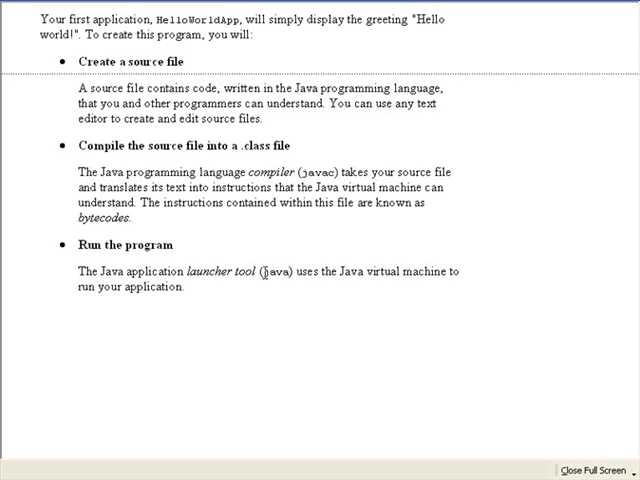 Your first application, HelloWorldApp, will simply display the greeting "Hello
world!". To create this program, you will:
• Create a source file
A source file contains code, written in the Java programming language,
that you and other programmers can understand. You can use any text
editor to create and edit source files.
• Compile the source file into a .class file
The Java programming language compiler (javac) takes your source file
and translates its text into instructions that the Java virtual machine can
understand. The instructions contained within this file are known as
bytecodes.
• Run the program
The Java application launcher tool (java) uses the Java virtual machine to
run your application.
Close Full Screen